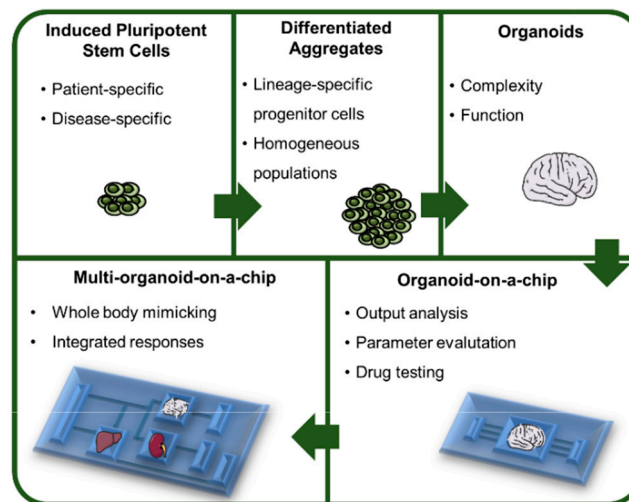 Induced Pluripotent
Stem Cells
• Patient-specific
• Disease-specific
Differentiated
Aggregates
• Lineage-specific
progenitor cells
• Homogeneous
populations
Organoids
• Complexity
• Function
Multi-organoid-on-a-chip
• Whole body mimicking
• Integrated responses
Organoid-on-a-chip
• Output analysis
• Parameter evalutation
• Drug testing